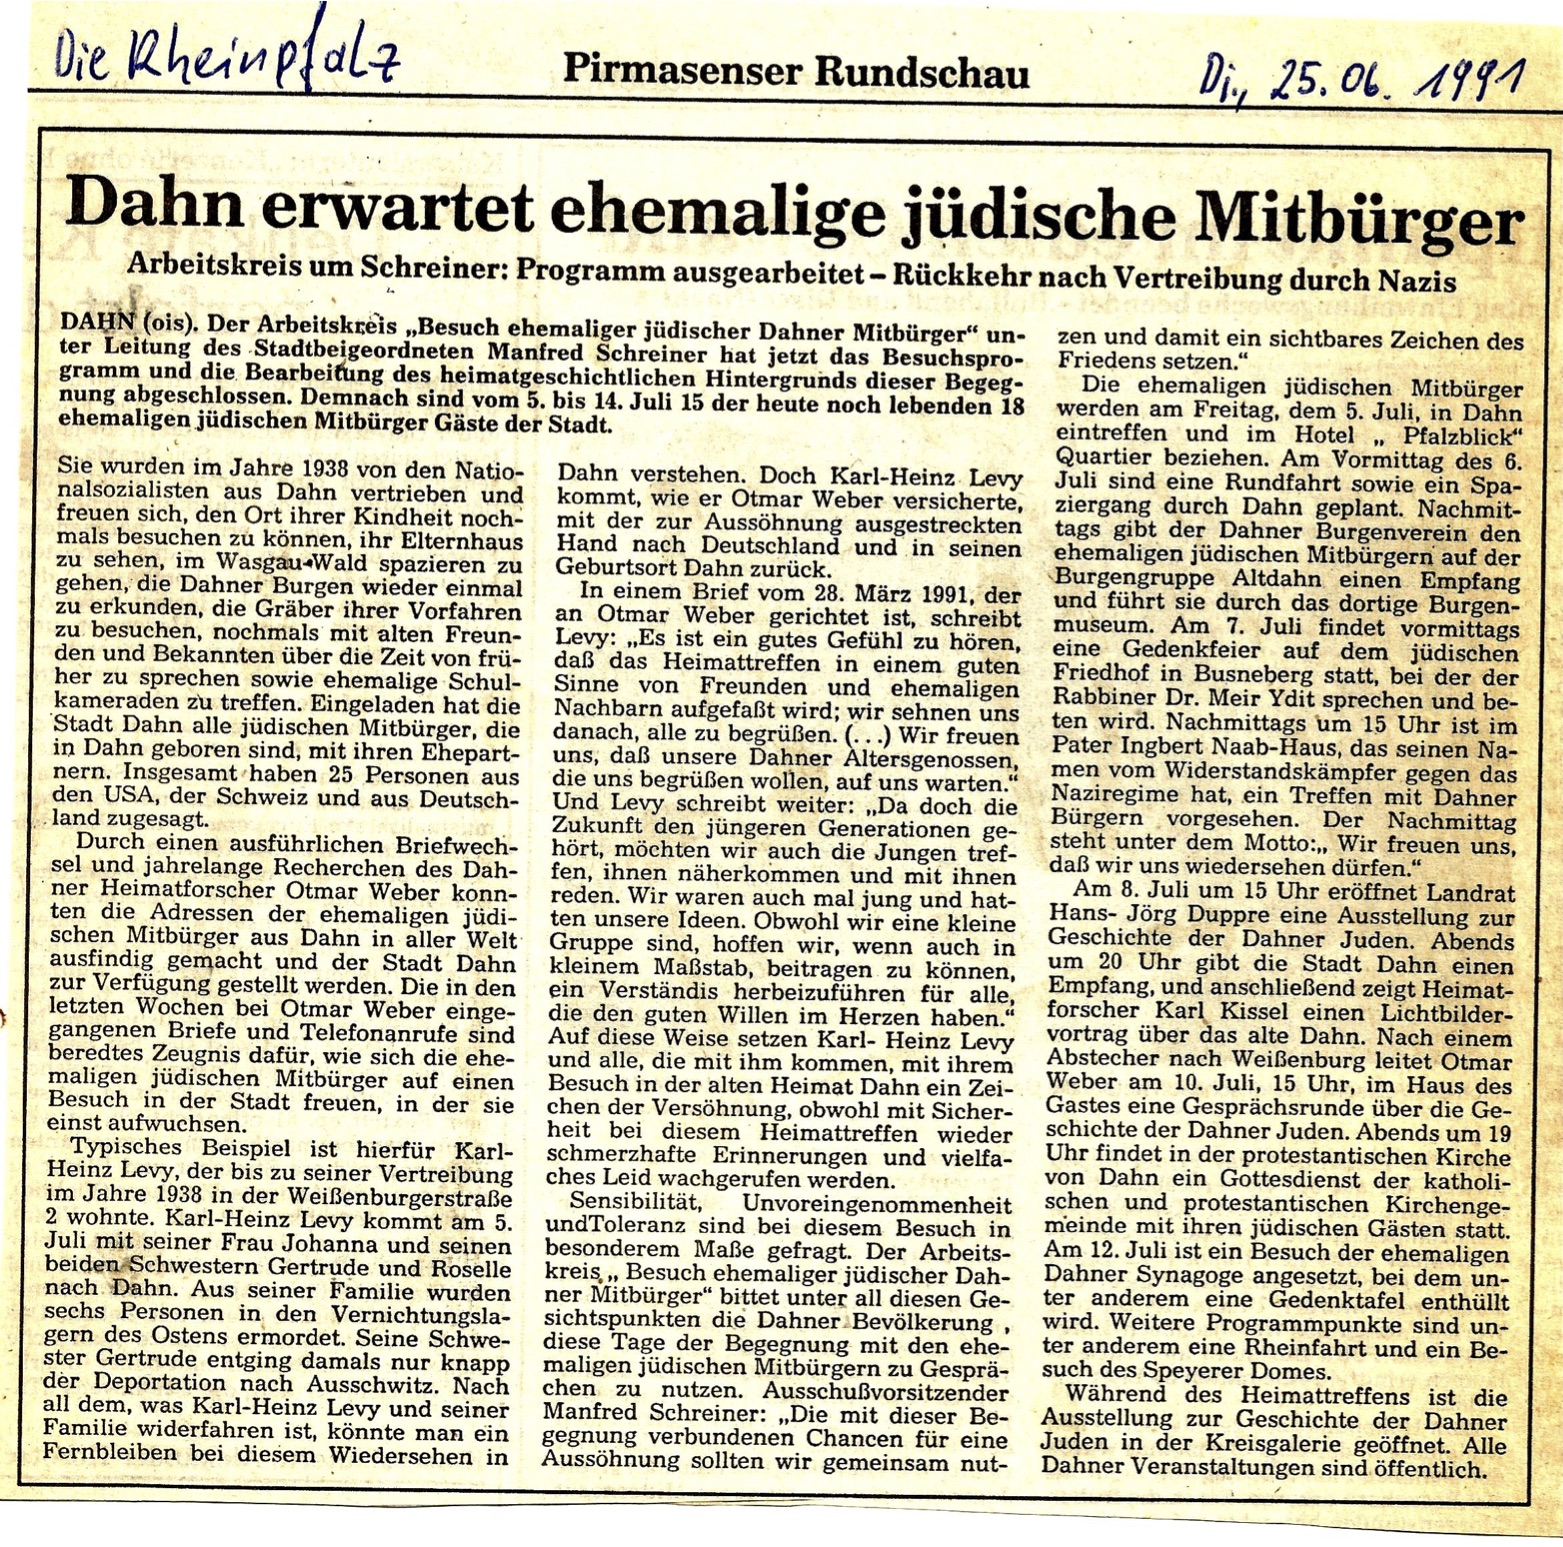 Die Rheinpfalz
Pirmasenser Rundschau
Di., 25.06. 1991
Dahn erwartet ehemalige jüdische Mitbürger
Arbeitskreis um Schreiner: Programm ausgearbeitet – Rückkehr nach Vertreibung durch Nazis
DAHN (ois). Der Arbeitskreis „Besuch ehemaliger jüdischer Dahner Mitbürger“ un-
ter Leitung des Stadtbeigeordneten Manfred Schreiner hat jetzt das Besuchspro-
gramm und die Bearbeitung des heimatgeschichtlichen Hintergrunds dieser Begeg-
nung abgeschlossen. Demnach sind vom 5. bis 14. Juli 15 der heute noch lebenden 18
ehemaligen jüdischen Mitbürger Gäste der Stadt.
Sie wurden im Jahre 1938 von den Natio-
nalsozialisten aus Dahn vertrieben und
freuen sich, den Ort ihrer Kindheit noch-
mals besuchen zu können, ihr Elternhaus
zu sehen, im Wasgau-Wald spazieren zu
gehen, die Dahner Burgen wieder einmal
zu erkunden, die Gräber ihrer Vorfahren
zu besuchen, nochmals mit alten Freun-
den und Bekannten über die Zeit von frü-
her zu sprechen sowie ehemalige Schul-
kameraden zu treffen. Eingeladen hat die
Stadt Dahn alle jüdischen Mitbürger, die
in Dahn geboren sind, mit ihren Ehepart-
nern. Insgesamt haben 25 Personen aus
den USA, der Schweiz und aus Deutsch-
land zugesagt.
Durch einen ausführlichen Briefwech-
sel und jahrelange Recherchen des Dah-
ner Heimatforscher Otmar Weber konn-
ten die Adressen der ehemaligen jüdi-
schen Mitbürger aus Dahn in aller Welt
ausfindig gemacht und der Stadt Dahn
zur Verfügung gestellt werden. Die in den
letzten Wochen bei Otmar Weber einge-
gangenen Briefe und Telefonanrufe sind
beredtes Zeugnis dafür, wie sich die ehe-
maligen jüdischen Mitbürger auf einen
Besuch in der Stadt freuen, in der sie
einst aufwuchsen.
Typisches Beispiel ist hierfür Karl-
Heinz Levy, der bis zu seiner Vertreibung
im Jahre 1938 in der Weißenburgerstraße
2 wohnte. Karl-Heinz Levy kommt am 5.
Juli mit seiner Frau Johanna und seinen
beiden Schwestern Gertrude und Roselle
nach Dahn. Aus seiner Familie wurden
sechs Personen in den Vernichtungsla-
gern des Ostens ermordet. Seine Schwe-
ster Gertrude entging damals nur knapp
der Deportation nach Ausschwitz. Nach
all dem, was Karl-Heinz Levy und seiner
Familie widerfahren ist, könnte man ein
Fernbleiben bei diesem Wiedersehen in
Dahn verstehen. Doch Karl-Heinz Levy
kommt, wie er Otmar Weber versicherte,
mit der zur Aussöhnung ausgestreckten
Hand nach Deutschland und in seinen
Geburtsort Dahn zurück.
In einem Brief vom 28. März 1991, der
an Otmar Weber gerichtet ist, schreibt
Levy: „Es ist ein gutes Gefühl zu hören,
daß das Heimattreffen in einem guten
Sinne von Freunden und ehemaligen
Nachbarn aufgefaßt wird; wir sehnen uns
danach, alle zu begrüßen. (...) Wir freuen
uns, daß unsere Dahner Altersgenossen,
die uns begrüßen wollen, auf uns warten.“
Und Levy schreibt weiter: „Da doch die
Zukunft den jüngeren Generationen ge-
hört, möchten wir auch die Jungen tref-
fen, ihnen näherkommen und mit ihnen
reden. Wir waren auch mal jung und hat-
ten unsere Ideen. Obwohl wir eine kleine
Gruppe sind, hoffen wir, wenn auch in
kleinem Maßstab, beitragen zu können,
ein Verständis herbeizuführen für alle,
die den guten Willen im Herzen haben.“
Auf diese Weise setzen Karl- Heinz Levy
und alle, die mit ihm kommen, mit ihrem
Besuch in der alten Heimat Dahn ein Zei-
chen der Versöhnung, obwohl mit Sicher-
heit bei diesem Heimattreffen wieder
schmerzhafte Erinnerungen und vielfa-
ches Leid wachgerufen werden.
Sensibilität, Unvoreingenommenheit
undToleranz sind bei diesem Besuch in
besonderem Maße gefragt. Der Arbeits-
kreis „ Besuch ehemaliger jüdischer Dah-
ner Mitbürger“ bittet unter all diesen Ge-
sichtspunkten die Dahner Bevölkerung ,
diese Tage der Begegnung mit den ehe-
maligen jüdischen Mitbürgern zu Gesprä-
chen zu nutzen. Ausschußvorsitzender
Manfred Schreiner: „Die mit dieser Be-
gegnung verbundenen Chancen für eine
Aussöhnung sollten wir gemeinsam nut-
zen und damit ein sichtbares Zeichen des
Friedens setzen.“
Die ehemaligen jüdischen Mitbürger
werden am Freitag, dem 5. Juli, in Dahn
eintreffen und im Hotel „ Pfalzblick“
Quartier beziehen. Am Vormittag des 6.
Juli sind eine Rundfahrt sowie ein Spa-
ziergang durch Dahn geplant. Nachmit-
tags gibt der Dahner Burgenverein den
ehemaligen jüdischen Mitbürgern auf der
Burgengruppe Altdahn einen Empfang
und führt sie durch das dortige Burgen-
museum. Am 7. Juli findet vormittags
eine Gedenkfeier auf dem jüdischen
Friedhof in Busneberg statt, bei der der
Rabbiner Dr. Meir Ydit sprechen und be-
ten wird. Nachmittags um 15 Uhr ist im
Pater Ingbert Naab-Haus, das seinen Na-
men vom Widerstandskämpfer gegen das
Naziregime hat, ein Treffen mit Dahner
Bürgern vorgesehen. Der Nachmittag
steht unter dem Motto:„ Wir freuen uns,
daß wir uns wiedersehen dürfen.“
Am 8. Juli um 15 Uhr eröffnet Landrat
Hans- Jörg Duppre eine Ausstellung zur
Geschichte der Dahner Juden. Abends
um 20 Uhr gibt die Stadt Dahn einen
Empfang, und anschließend zeigt Heimat-
forscher Karl Kissel einen Lichtbilder-
vortrag über das alte Dahn. Nach einem
Abstecher nach Weißenburg leitet Otmar
Weber am 10. Juli, 15 Uhr, im Haus des
Gastes eine Gesprächsrunde über die Ge-
schichte der Dahner Juden. Abends um 19
Uhr findet in der protestantischen Kirche
von Dahn ein Gottesdienst der katholi-
schen und protestantischen Kirchenge-
meinde mit ihren jüdischen Gästen statt.
Am 12. Juli ist ein Besuch der ehemaligen
Dahner Synagoge angesetzt, bei dem un-
ter anderem eine Gedenktafel enthüllt
wird. Weitere Programmpunkte sind un-
ter anderem eine Rheinfahrt und ein Be-
such des Speyerer Domes.
Während des Heimattreffens ist die
Ausstellung zur Geschichte der Dahner
Juden in der Kreisgalerie geöffnet. Alle
Dahner Veranstaltungen sind öffentlich.